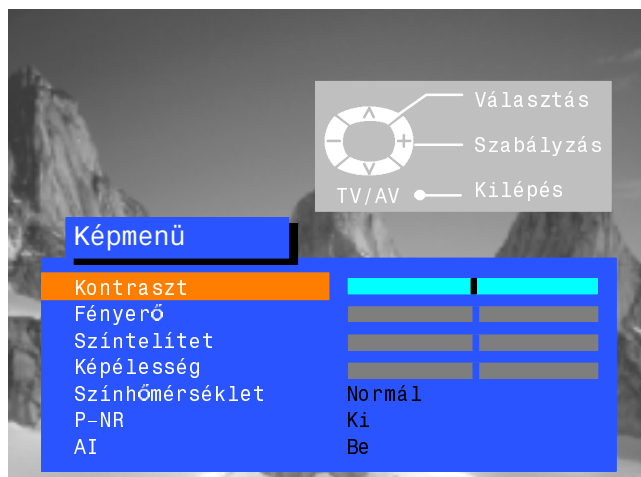 Választás
Szabályzás
TV/AV Kilépés
Képmenü
Kontraszt
Fényerő
Színtelítet
Képélesség
Színhőmérséklet Normál
P-NR Ki
AI Be